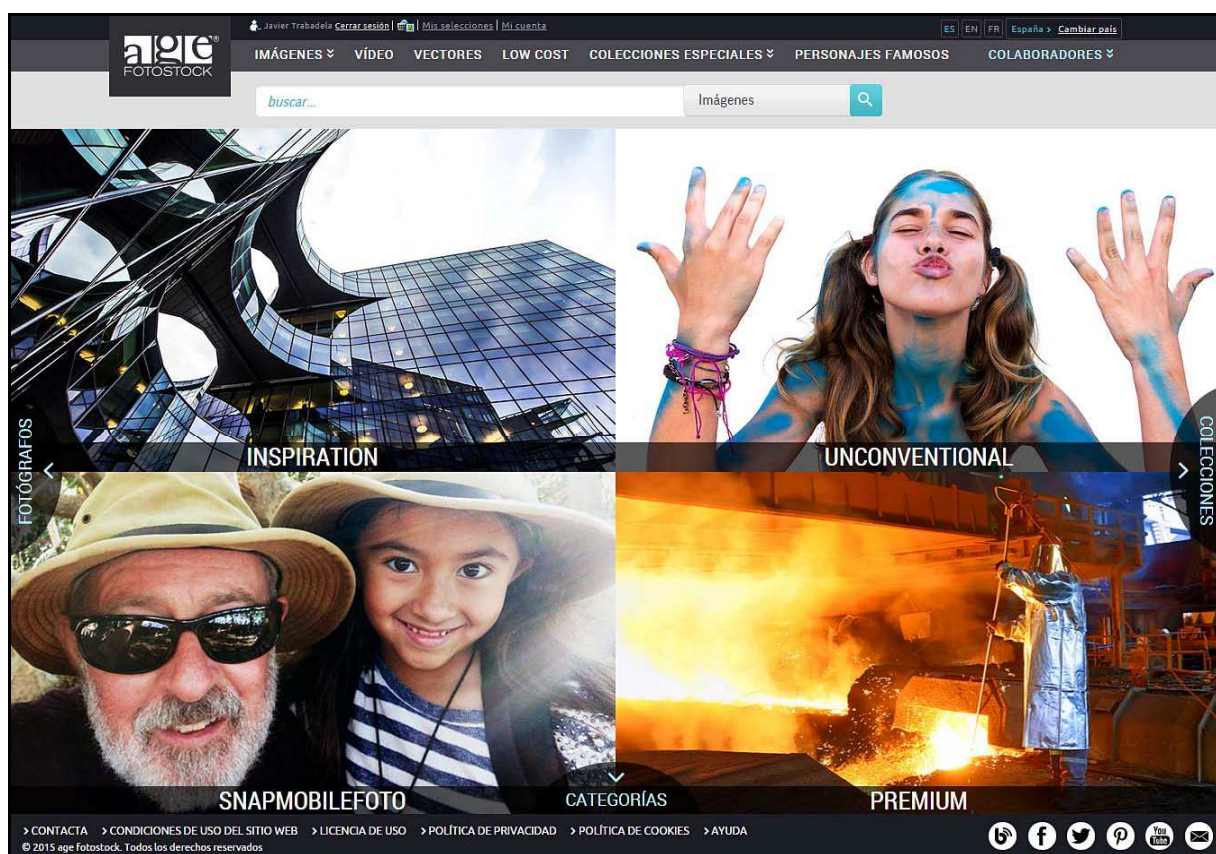 age®
FOTOSTOCK
Javier Trabadela Cerrar sesión | Mis selecciones | Mi cuenta
ES EN FR España > Cambiar país
IMÁGENES VÍDEO VECTORES LOW COST COLECCIONES ESPECIALES PERSONAJES FAMOSOS COLABORADORES
buscar... Imágenes
INSPIRATION
UNCONVENTIONAL
FOTÓGRAFOS
COLECCIONES
SNAPMOBILEFOTO
CATEGORÍAS
PREMIUM
> CONTACTA > CONDICIONES DE USO DEL SITIO WEB > LICENCIA DE USO > POLÍTICA DE PRIVACIDAD > POLÍTICA DE COOKIES > AYUDA
© 2015 age fotostock. Todos los derechos reservados
You Tube